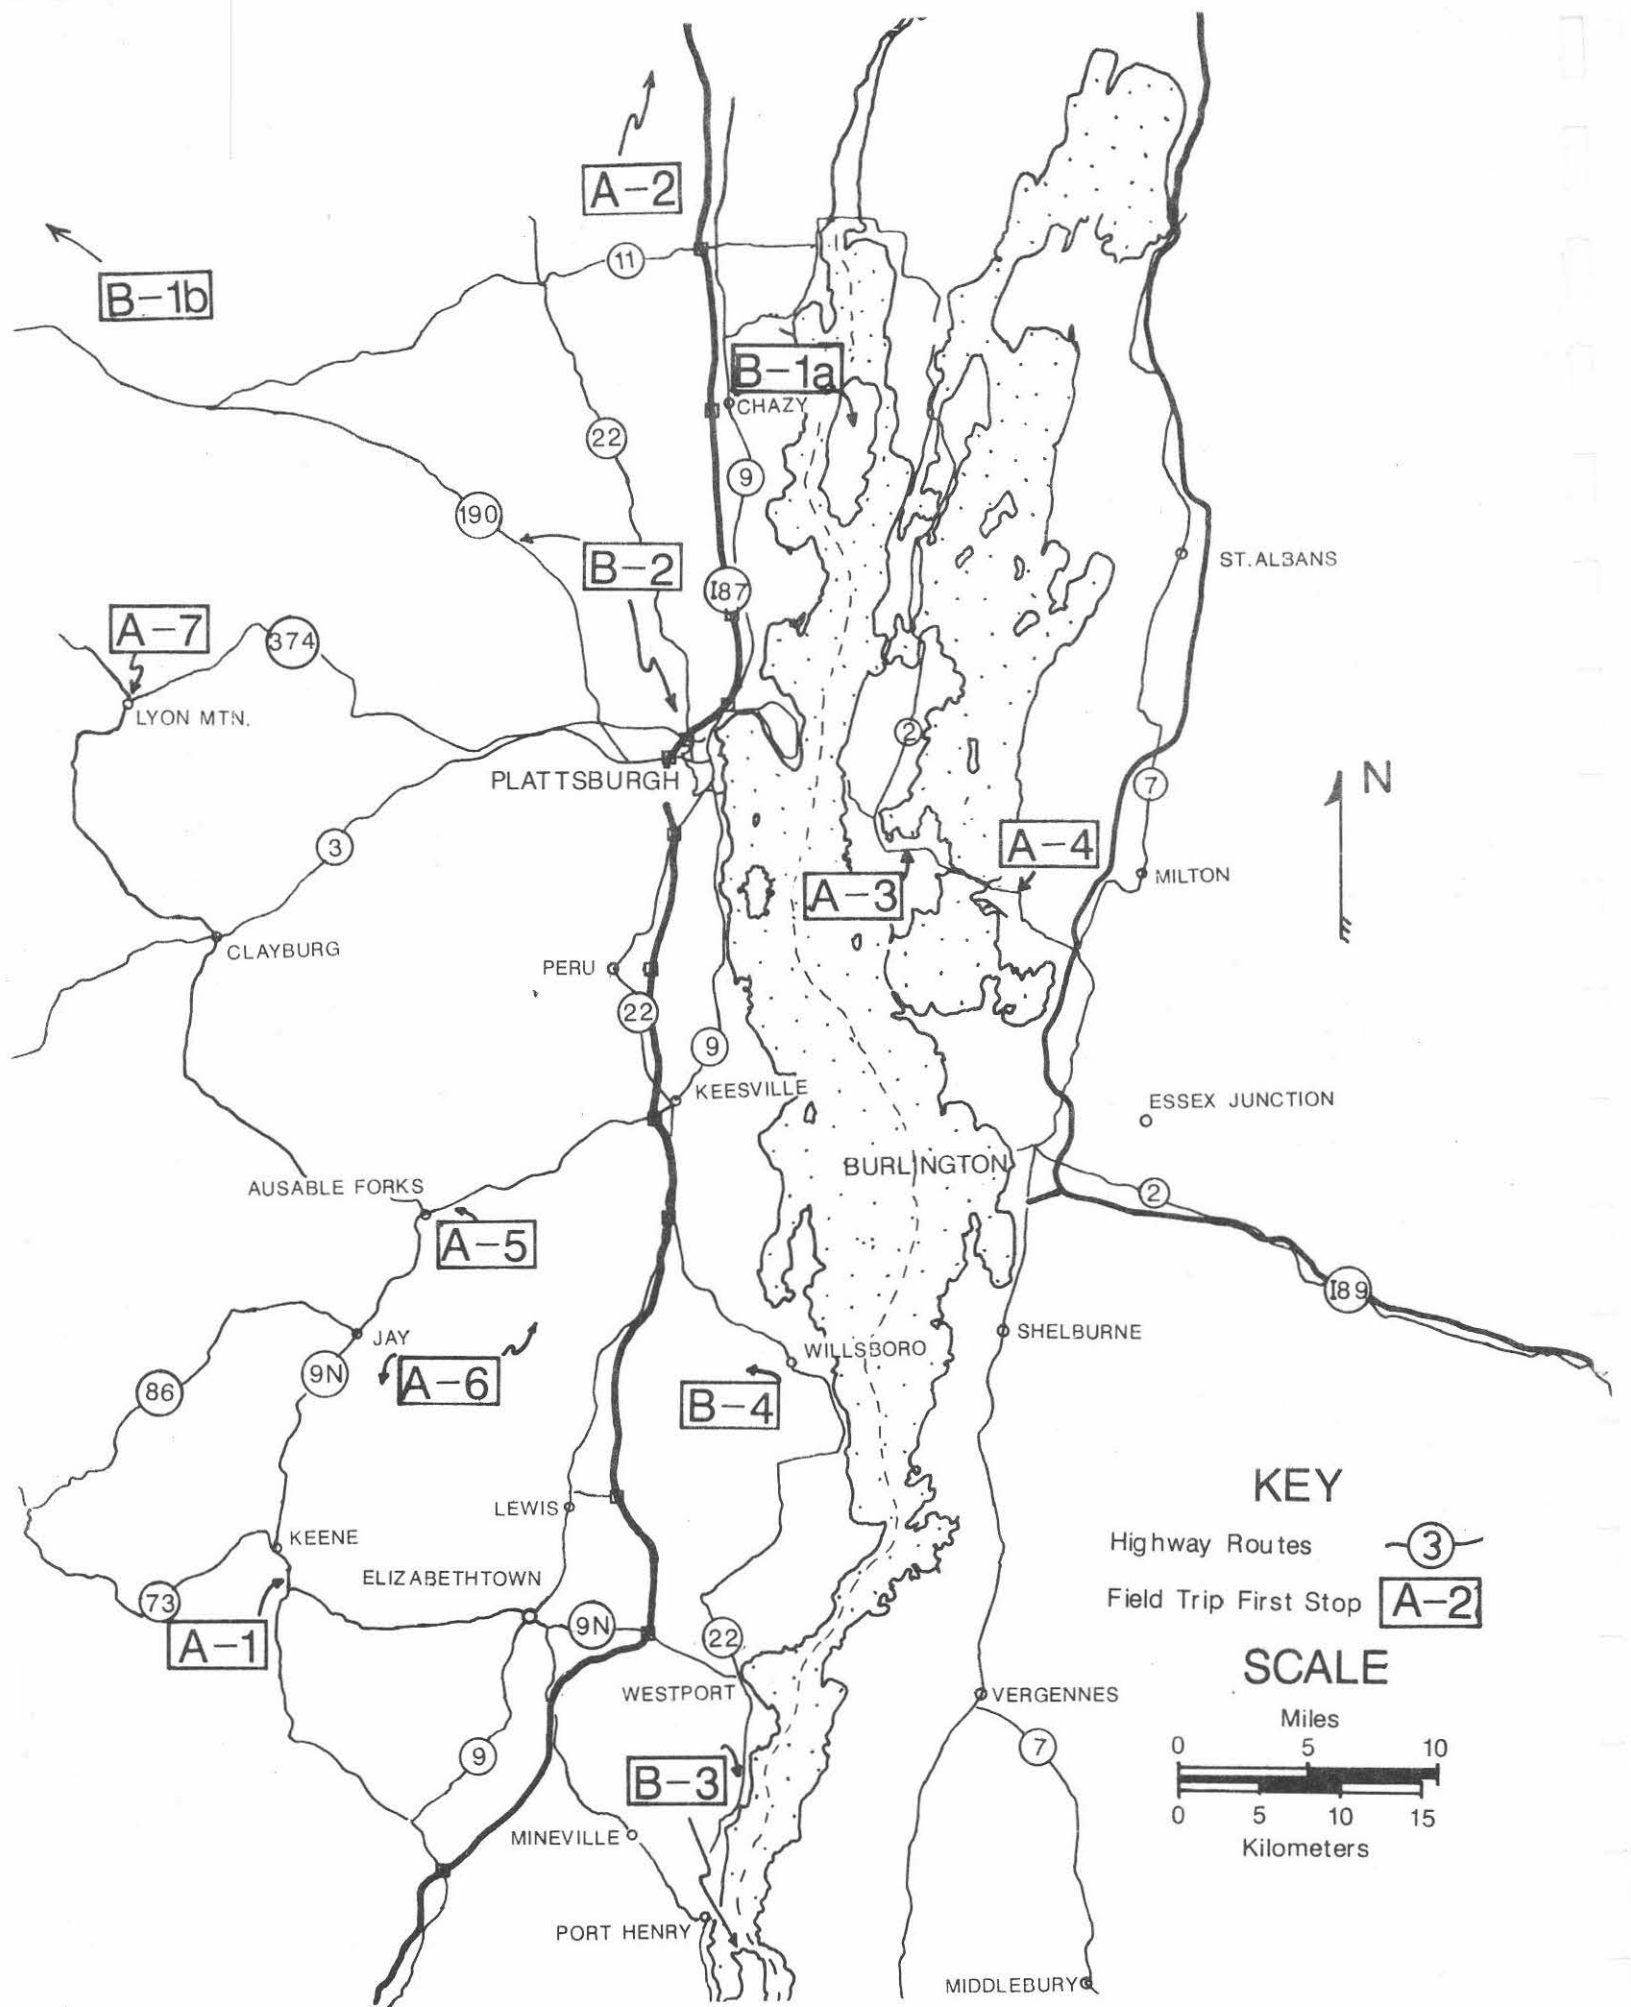 A-2
11
B-1b
B-1a
CHAZY
22
9
190
B-2
I87
ST. ALBANS
A-7
374
LYON MTN.
2
PLATTSBURGH
N
7
3
A-4
MILTON
A-3
CLAYBURG
PERU
22
9
KEESVILLE
ESSEX JUNCTION
BURLINGTON
AUSABLE FORKS
2
A-5
I89
JAY
SHELBURNE
WILLSBORO
9N
86
A-6
B-4
KEY
LEWIS
KEENE
Highway Routes 3
ELIZABETHTOWN
Field Trip First Stop A-2
73
9N
A-1
22
SCALE
WESTPORT
VERGENNES
Miles
0 5 10
9
7
B-3
0 5 10 15
MINEVILLE
Kilometers
PORT HENRY
MIDDLEBURY